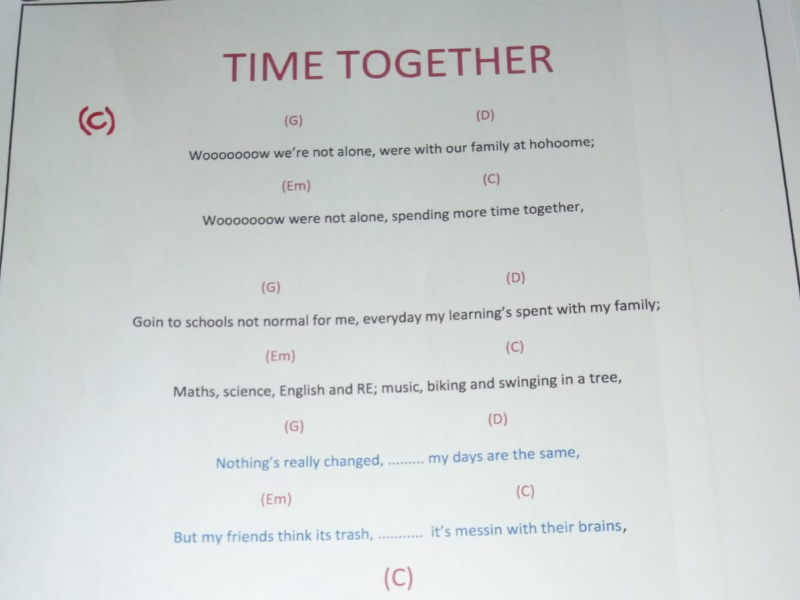 TIME TOGETHER
(C) (G) (D)
Wooooooow we're not alone, were with our family at hohoome;
(Em) (C)
Wooooooow were not alone, spending more time together,
(G) (D)
Goin to schools not normal for me, everyday my learning's spent with my family;
(Em) (C)
Maths, science, English and RE; music, biking and swinging in a tree,
(G) (D)
Nothing's really changed, ......... my days are the same,
(Em) (C)
But my friends think its trash, ........... it's messin with their brains,
(C)